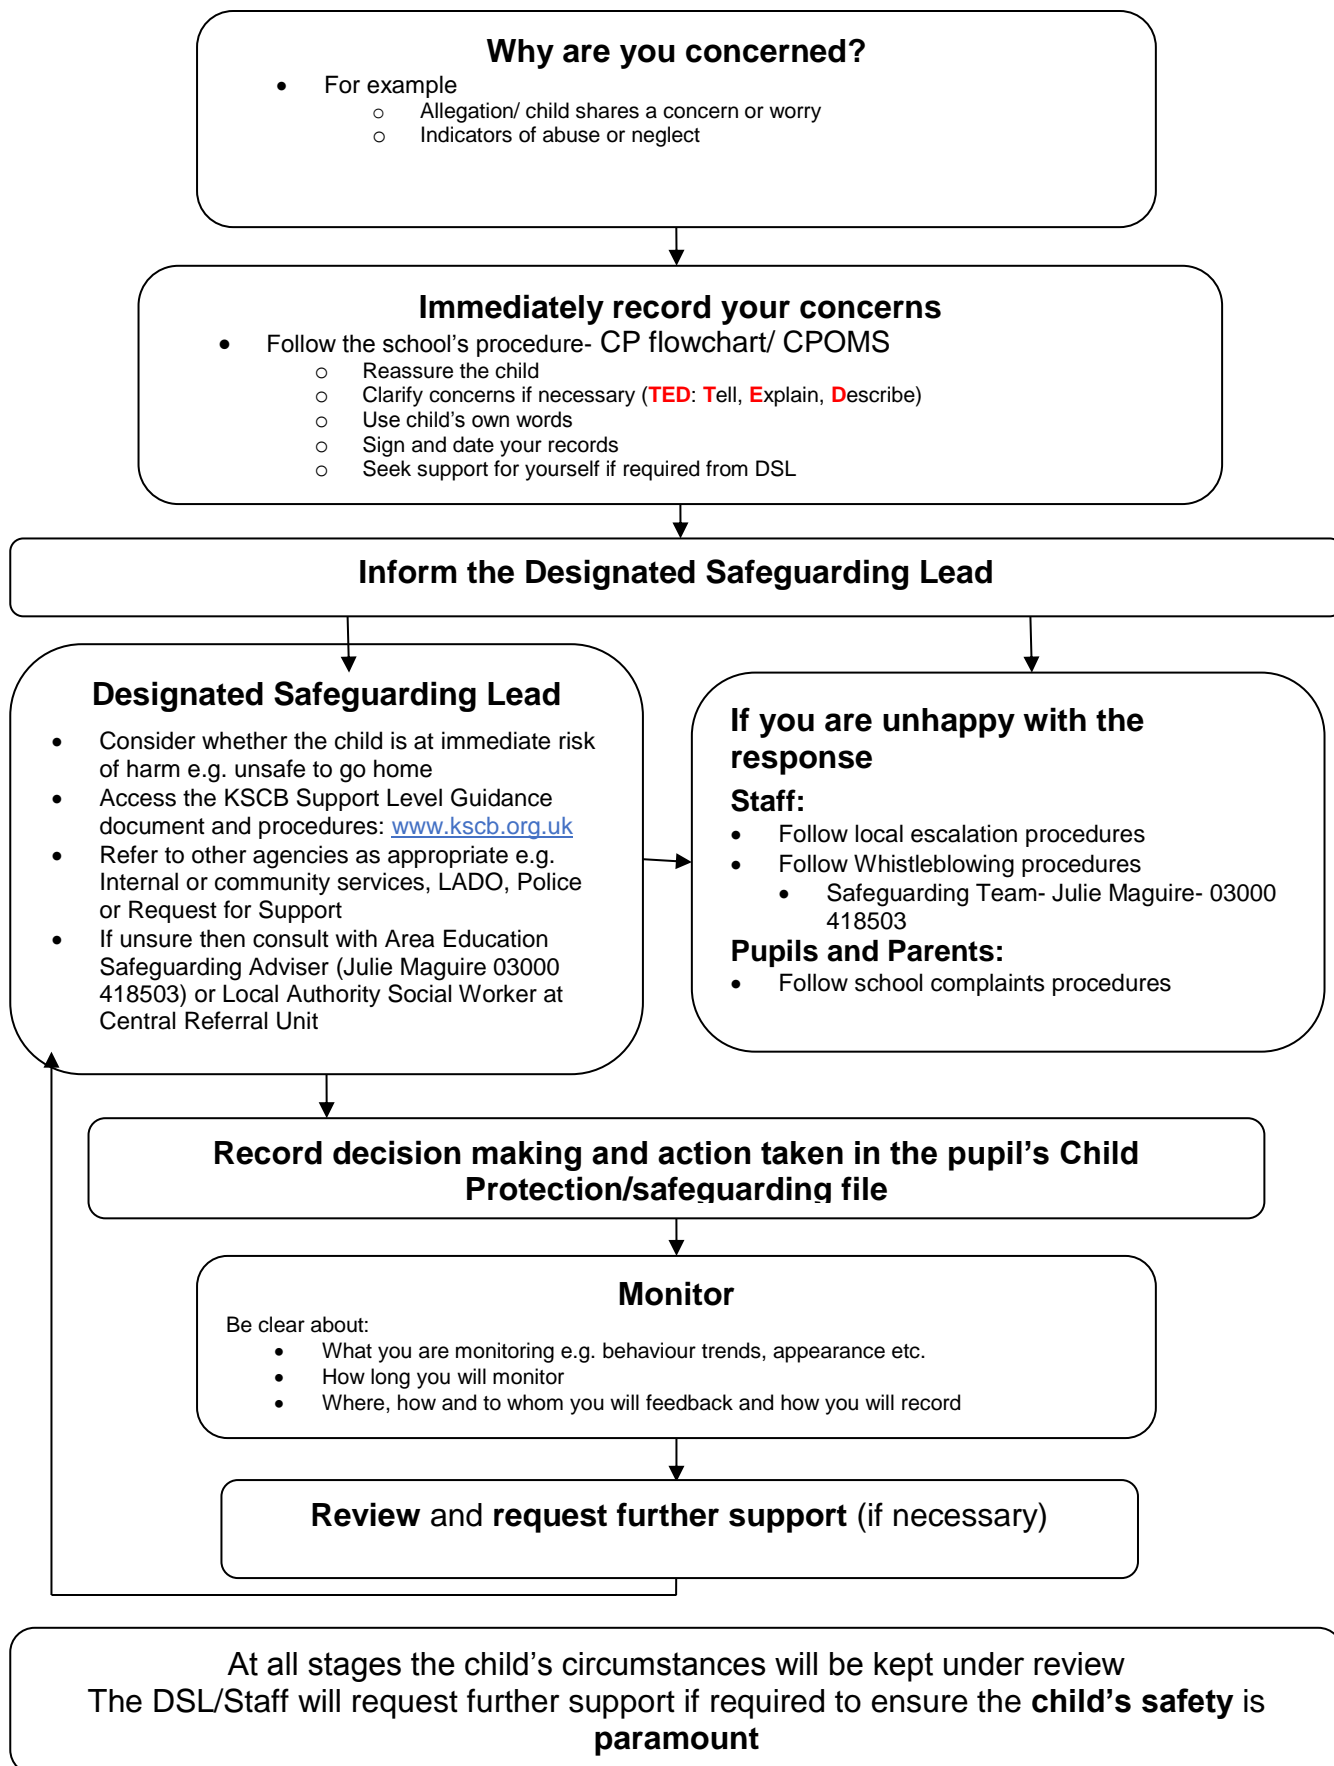 Why are you concerned?
• For example
o Allegation/ child shares a concern or worry
o Indicators of abuse or neglect
Immediately record your concerns
• Follow the school’s procedure- CP flowchart/ CPOMS
o Reassure the child
o Clarify concerns if necessary (TED: Tell, Explain, Describe)
o Use child’s own words
o Sign and date your records
o Seek support for yourself if required from DSL
Inform the Designated Safeguarding Lead
Designated Safeguarding Lead
• Consider whether the child is at immediate risk
of harm e.g. unsafe to go home
• Access the KSCB Support Level Guidance
document and procedures: www.kscb.org.uk
• Refer to other agencies as appropriate e.g.
Internal or community services, LADO, Police
or Request for Support
• If unsure then consult with Area Education
Safeguarding Adviser (Julie Maguire 03000
418503) or Local Authority Social Worker at
Central Referral Unit
If you are unhappy with the
response
Staff:
• Follow local escalation procedures
• Follow Whistleblowing procedures
• Safeguarding Team- Julie Maguire- 03000
418503
Pupils and Parents:
• Follow school complaints procedures
Record decision making and action taken in the pupil’s Child
Protection/safeguarding file
Monitor
Be clear about:
• What you are monitoring e.g. behaviour trends, appearance etc.
• How long you will monitor
• Where, how and to whom you will feedback and how you will record
Review and request further support (if necessary)
At all stages the child’s circumstances will be kept under review
The DSL/Staff will request further support if required to ensure the child’s safety is
paramount